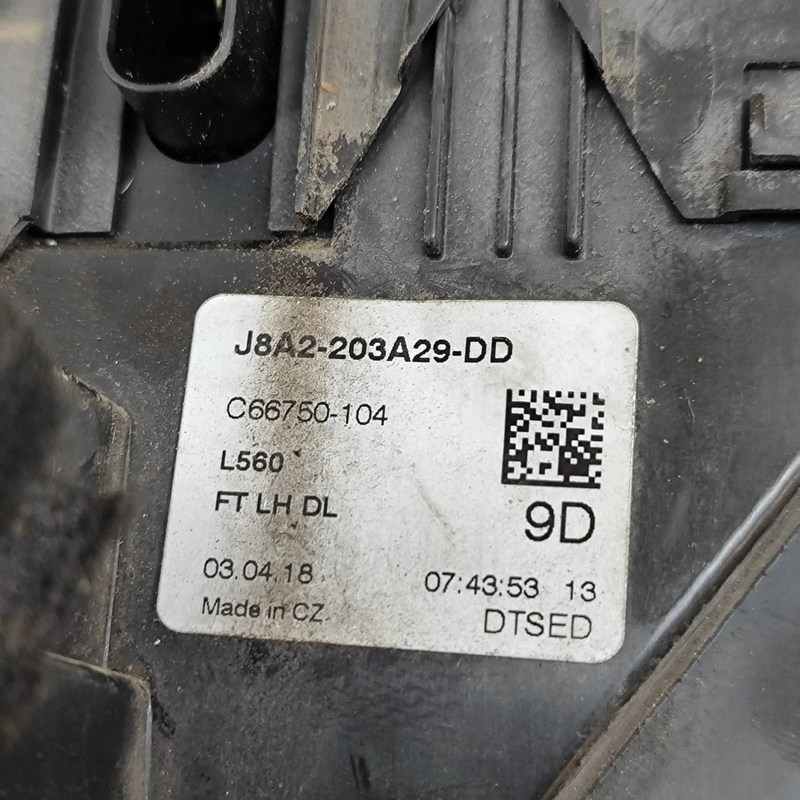 J8A2-203A29-DD
C66750-104
L560
FT LH DL
9D
03.04.18
07:43:53 13
Made in CZ
DTSED